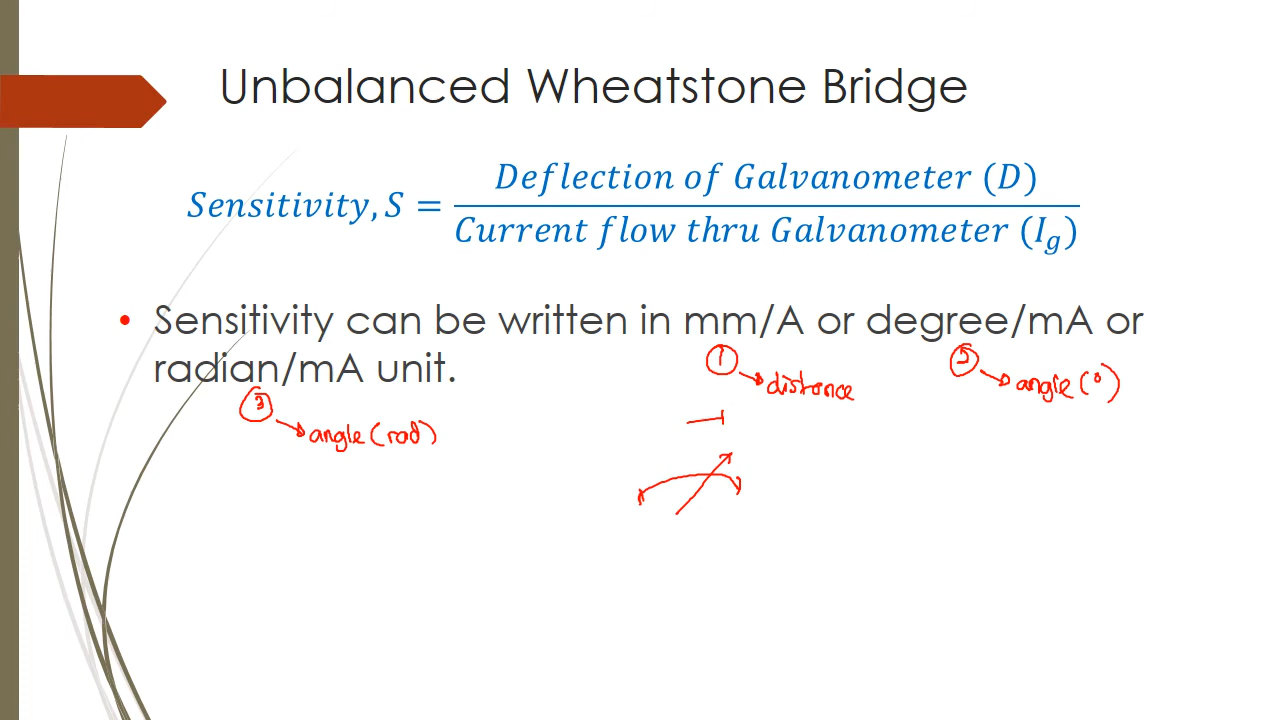 Unbalanced Wheatstone Bridge
Sensitivity, S = Deflection of Galvanometer (D) / Current flow thru Galvanometer (I_g)
• Sensitivity can be written in mm/A or degree/mA or
radian/mA unit.
① → distance
② → angle (°)
③ → angle (rad)